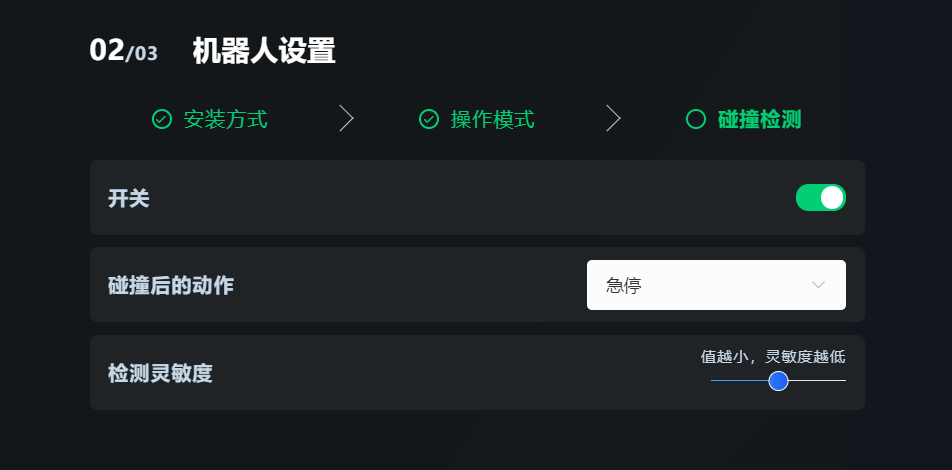 02/03 机器人设置
安装方式 操作模式 碰撞检测
开关
碰撞后的动作 急停
值越小，灵敏度越低
检测灵敏度